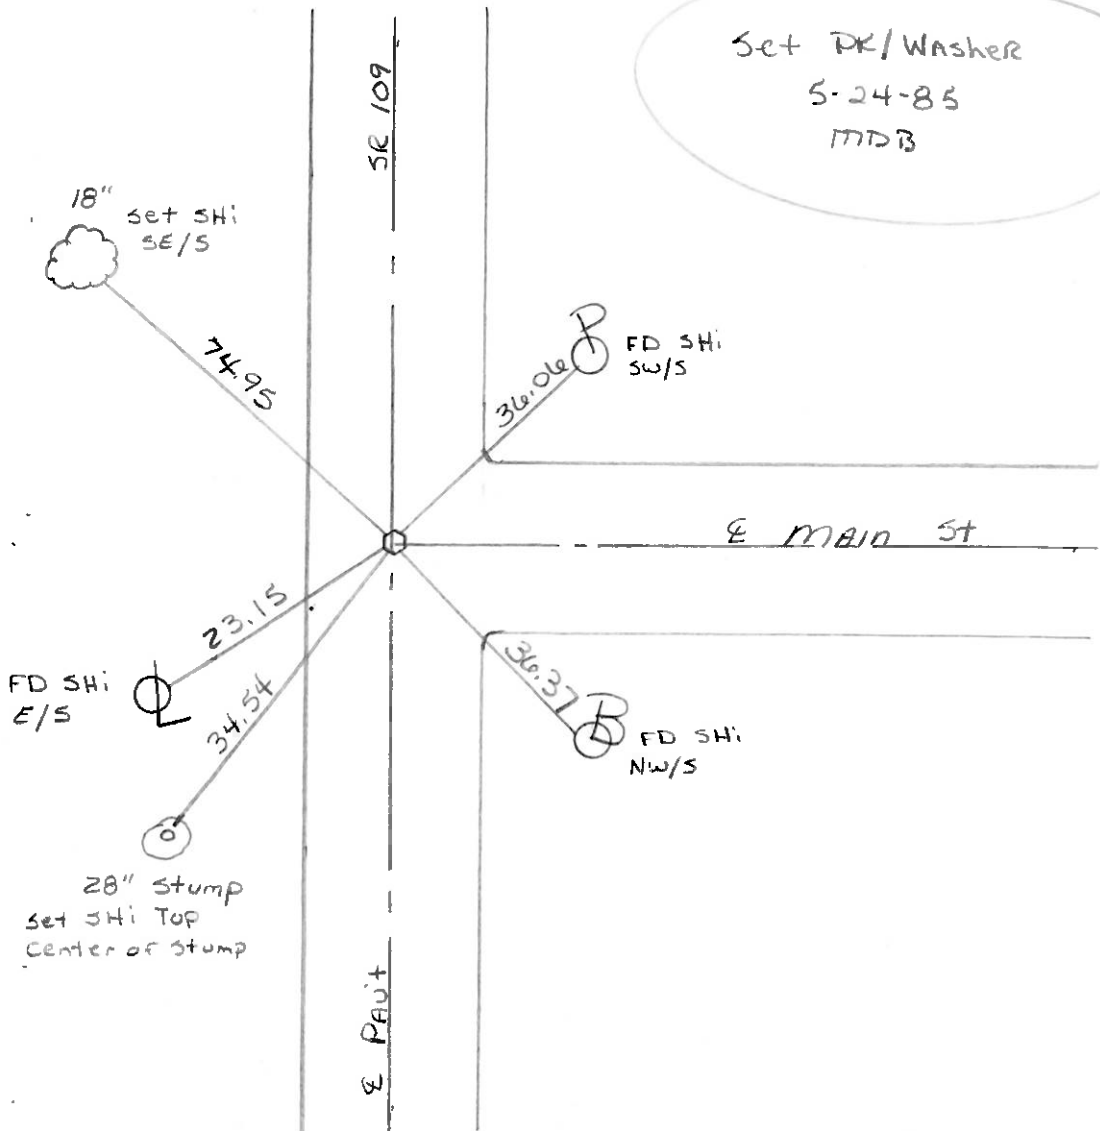 Set PK/Washer
5-24-85
MDB
SR 109
18"
Set SHi
SE/S
74.95
P
FD SHi
SW/S
36.06
℄ MAIN St
23.15
FD SHi
E/S
L
34.54
36.37
B
FD SHi
NW/S
28" Stump
Set SHi Top
Center of Stump
℄ PAV't